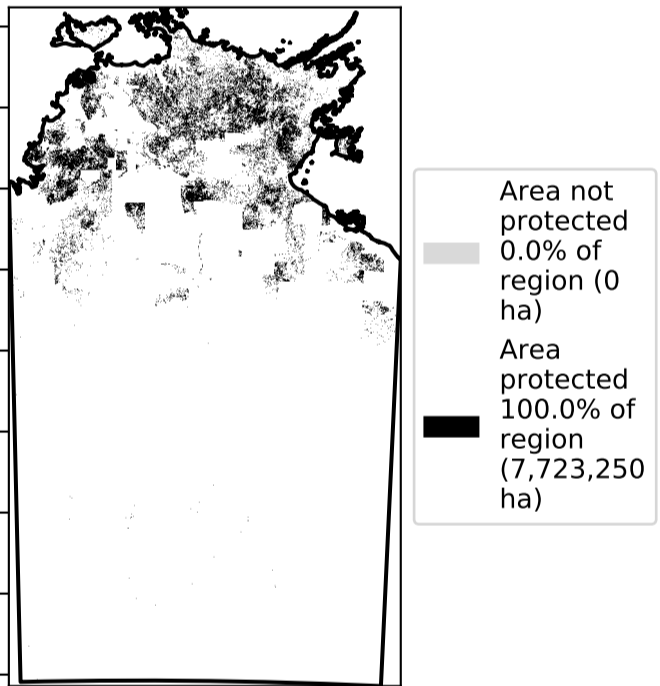 Area not
protected
0.0% of
region (0
ha)
Area
protected
100.0% of
region
(7,723,250
ha)